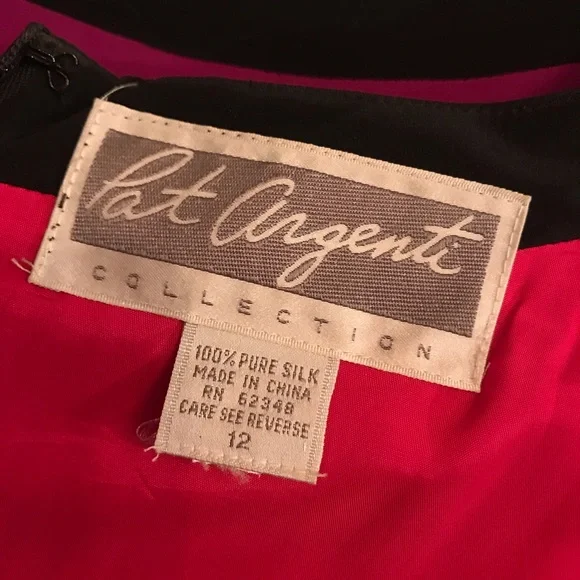 Pat Argenti
COLLECTION
100% PURE SILK
MADE IN CHINA
RN 62348
CARE SEE REVERSE
12